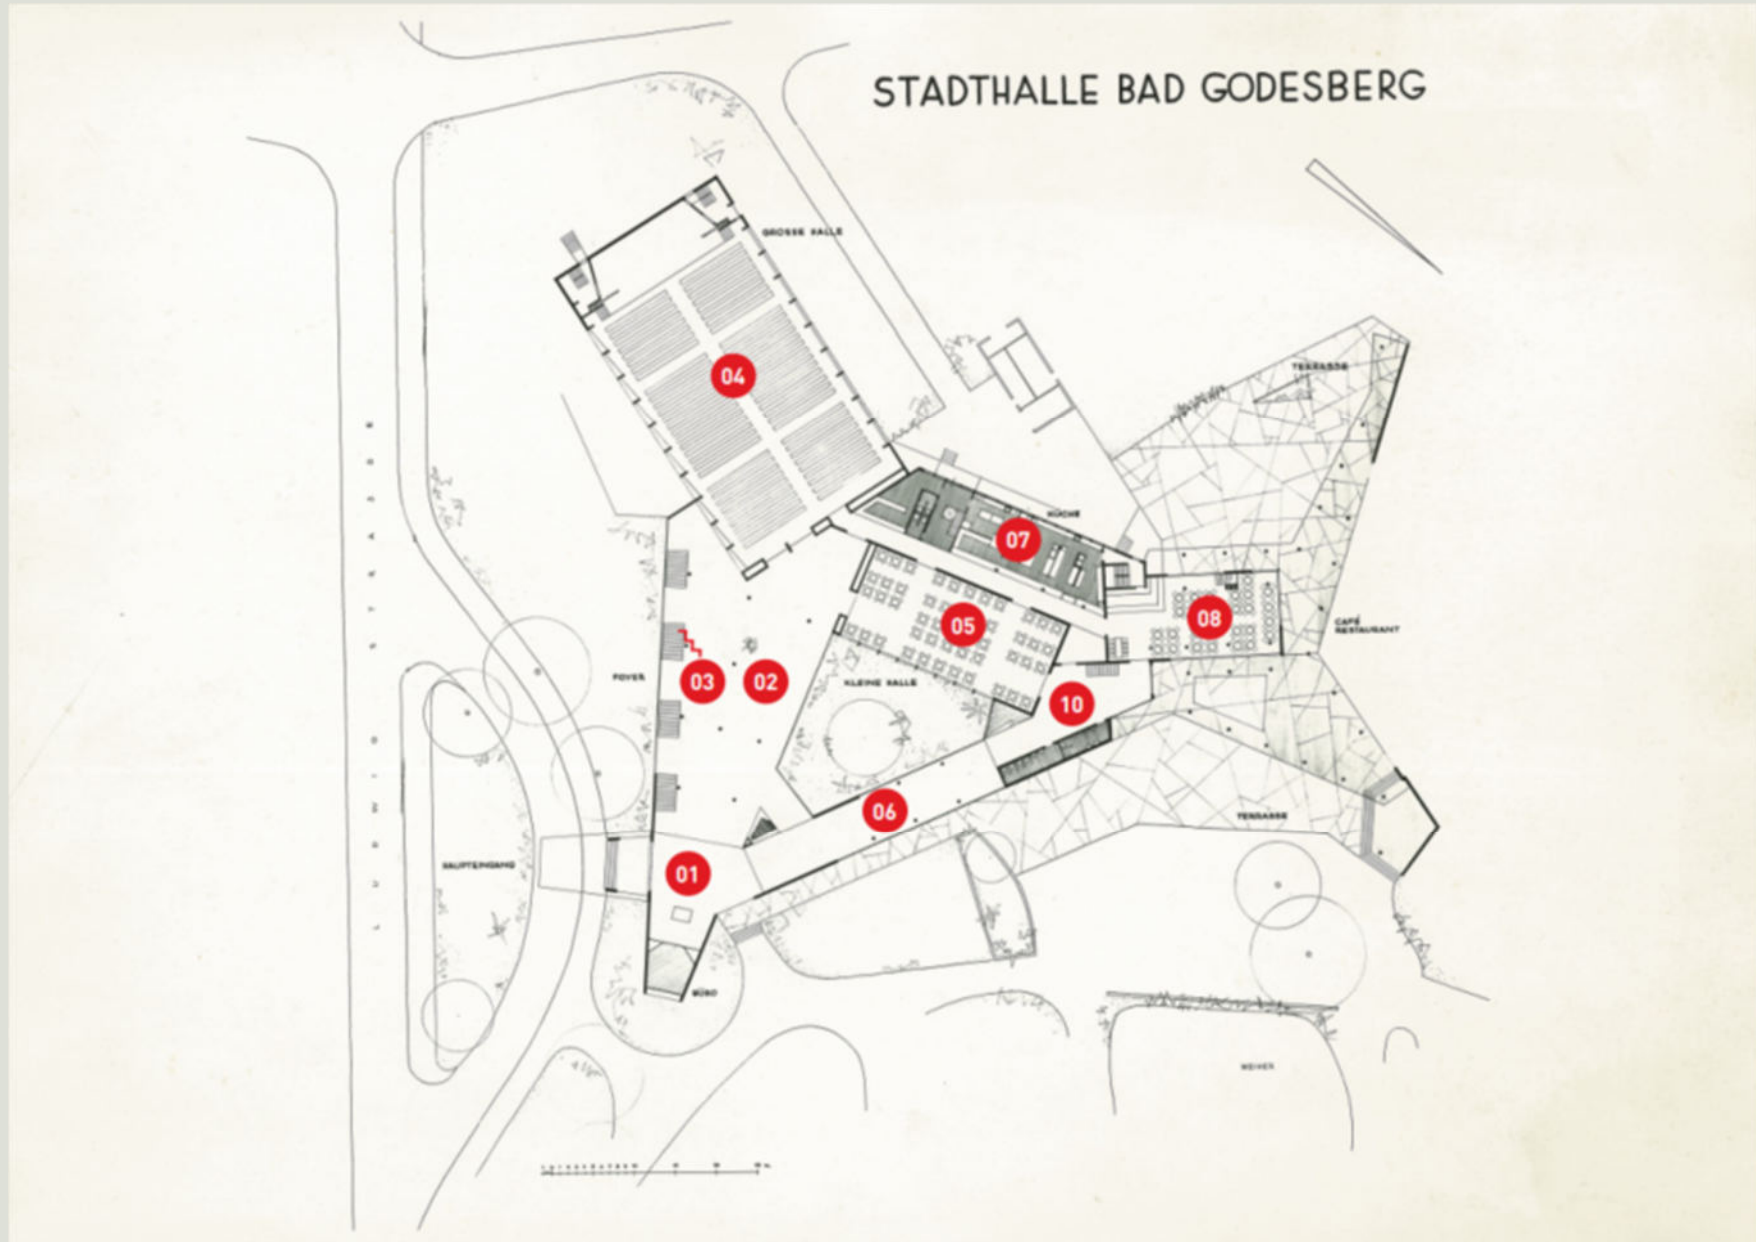 STADTHALLE BAD GODESBERG
GROSSE HALLE
TERRASSE
04
KÜCHE
07
05
08
CAFÉ
RESTAURANT
FOYER
03
02
KLEINE HALLE
10
06
TERRASSE
HAUPTEINGANG
01
BÜRO
WEIHER